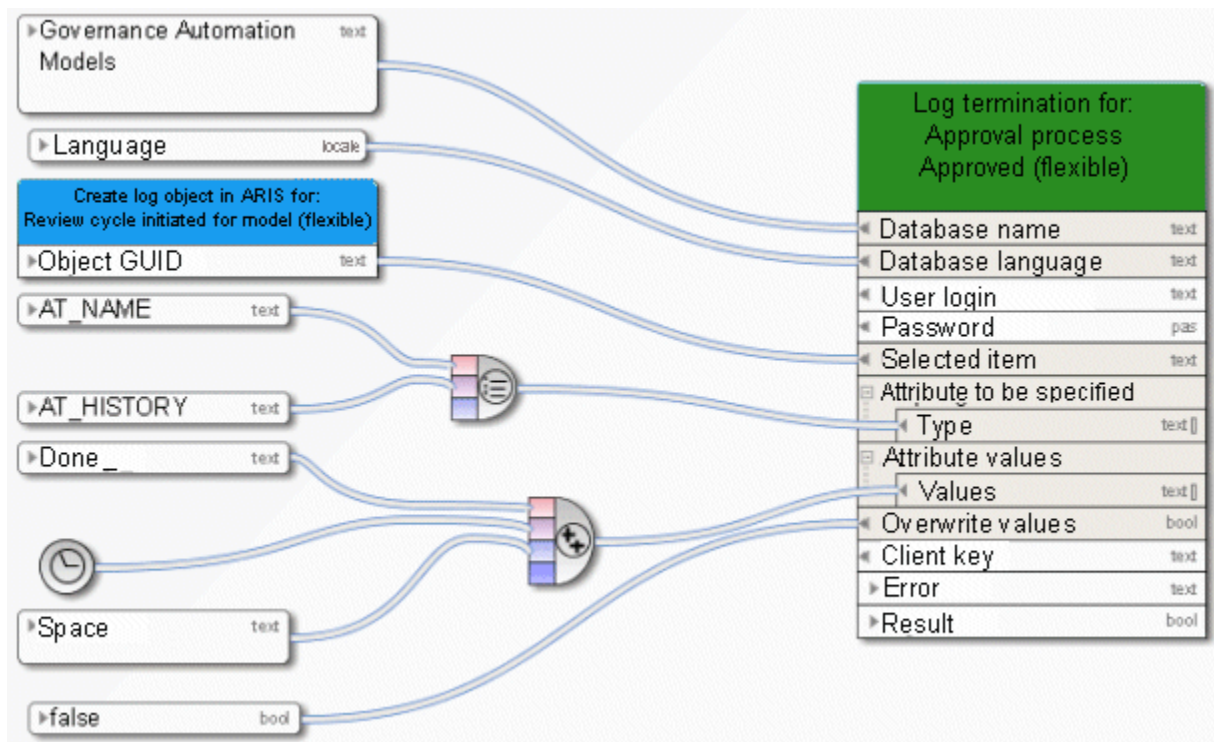 Governance Automation text
Models
Language locale
Create log object in ARIS for:
Review cycle initiated for model (flexible)
Object GUID text
AT_NAME text
AT_HISTORY text
Done_ _ text
Space text
false bool
Log termination for:
Approval process
Approved (flexible)
Database name text
Database language text
User login text
Password pas
Selected item text
Attribute to be specified
Type text[]
Attribute values
Values text[]
Overwrite values bool
Client key text
Error text
Result bool